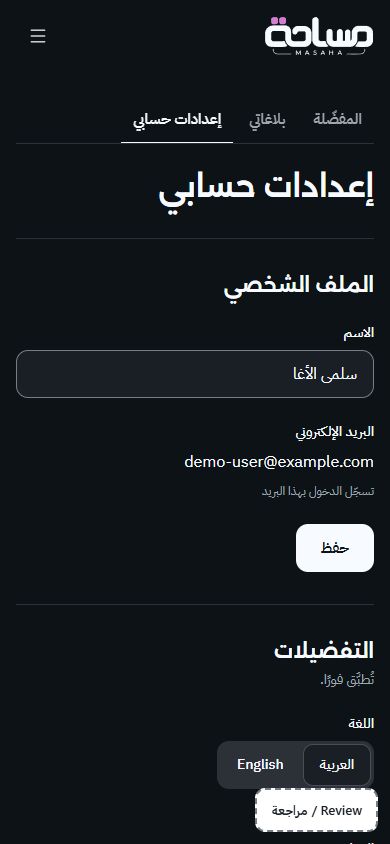 مساحة
MASAHA
المفضّلة
بلاغاتي
إعدادات حسابي
إعدادات حسابي
الملف الشخصي
الاسم
سلمى الأغا
البريد الإلكتروني
demo-user@example.com
تسجّل الدخول بهذا البريد
حفظ
التفضيلات
تُطبَّق فورًا.
اللغة
العربية
English
Review / مراجعة